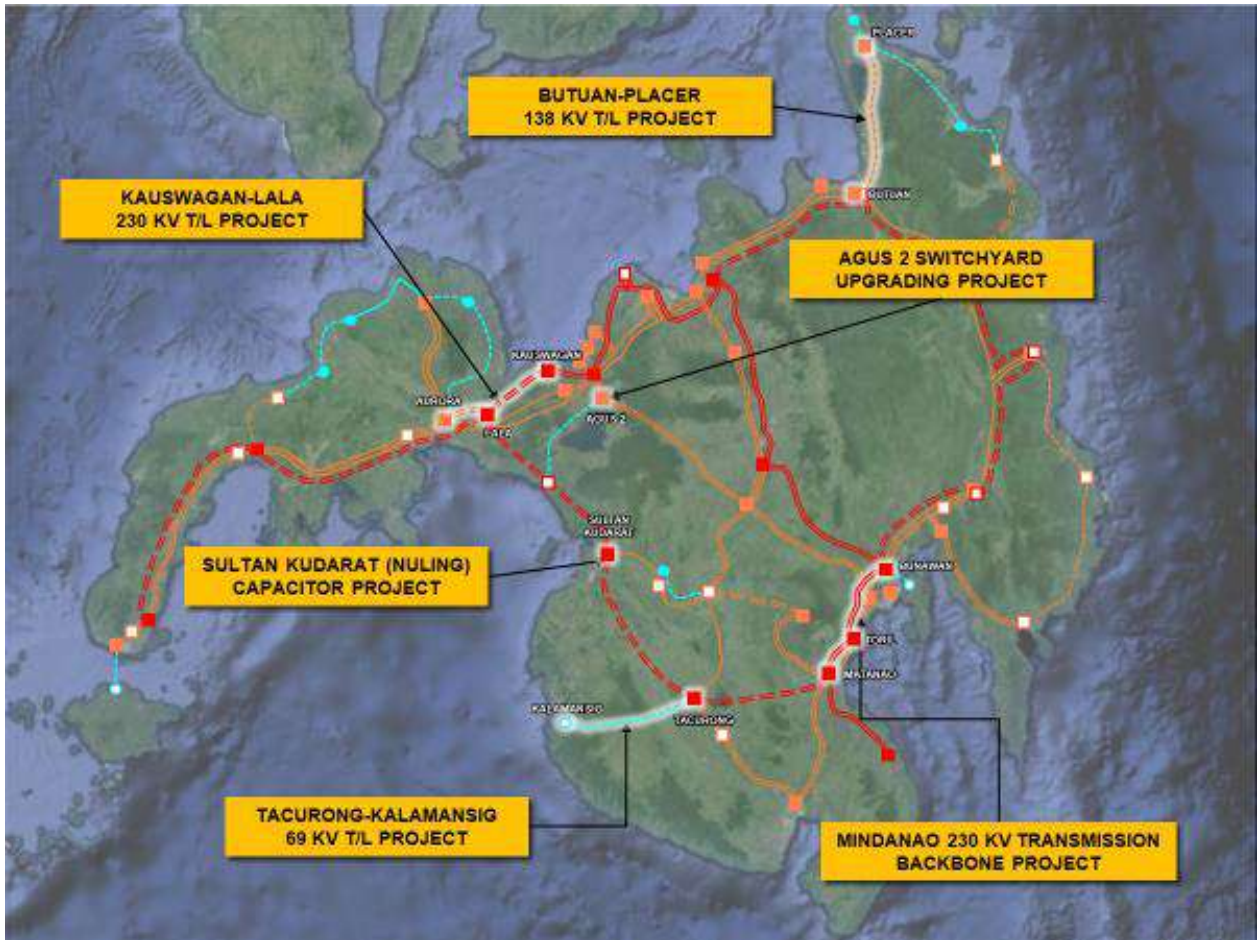 PLACER
BUTUAN-PLACER
138 KV T/L PROJECT
KAUSWAGAN-LALA
230 KV T/L PROJECT
BUTUAN
AGUS 2 SWITCHYARD
UPGRADING PROJECT
KAUSWAGAN
AURORA
LALA
AGUS 2
SULTAN
KUDARAT
SULTAN KUDARAT (NULING)
CAPACITOR PROJECT
BUNAWAN
TORIL
MATANAO
KALAMANSIG
TACURONG
TACURONG-KALAMANSIG
69 KV T/L PROJECT
MINDANAO 230 KV TRANSMISSION
BACKBONE PROJECT